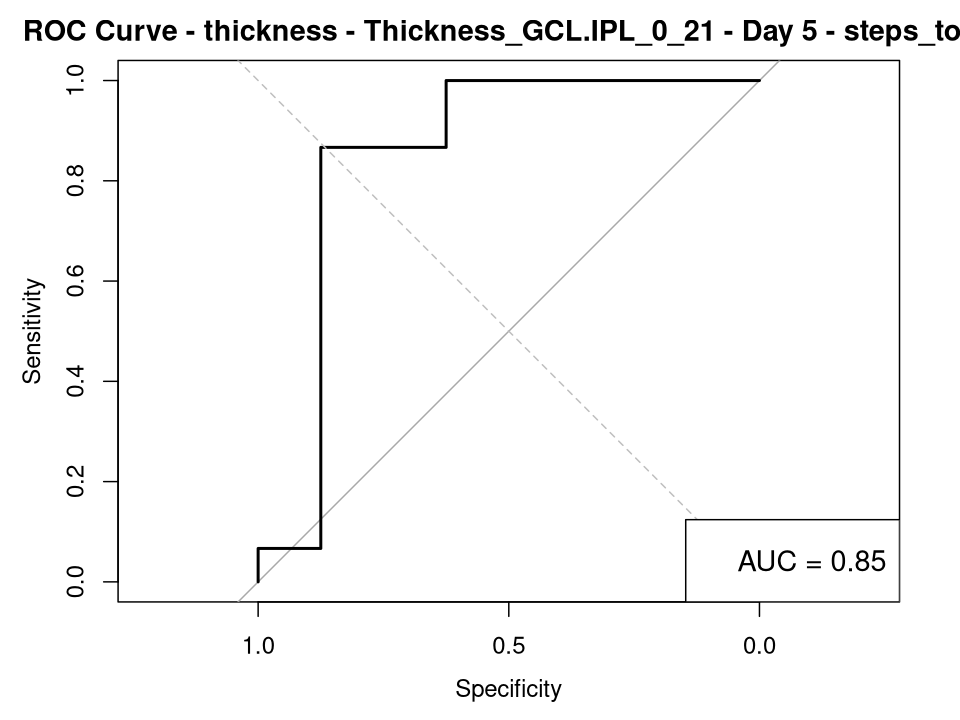 ROC Curve - thickness - Thickness_GCL.IPL_0_21 - Day 5 - steps_to
1.0
0.8
0.6
0.4
0.2
0.0
Sensitivity
AUC = 0.85
1.0 0.5 0.0
Specificity